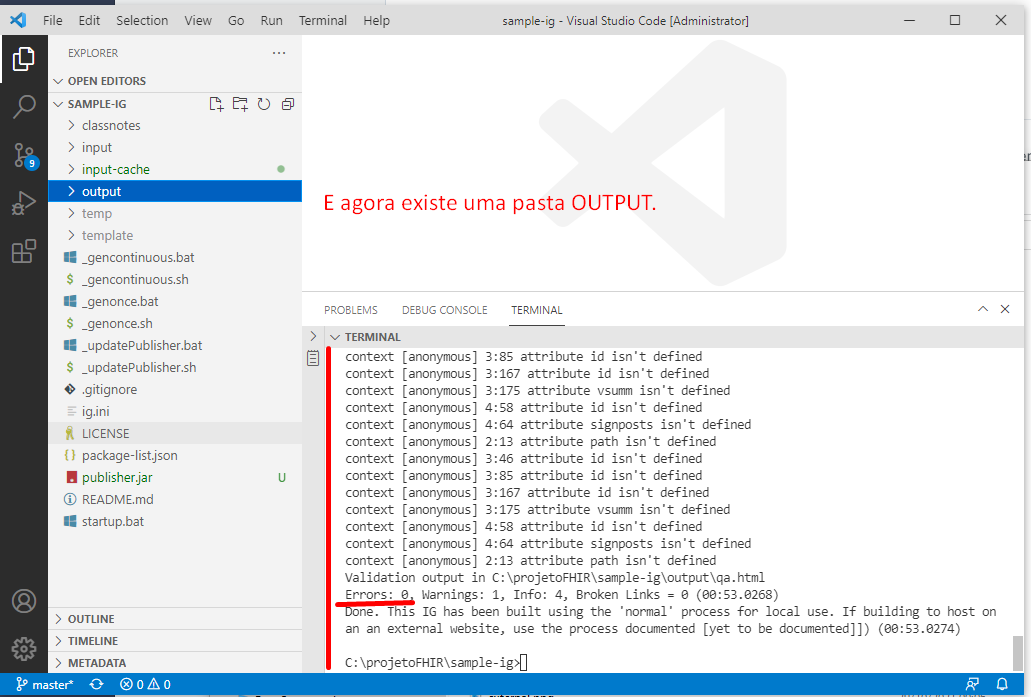 File Edit Selection View Go Run Terminal Help
sample-ig - Visual Studio Code [Administrator]
EXPLORER
OPEN EDITORS
SAMPLE-IG
classnotes
input
input-cache
output
temp
template
_gencontinuous.bat
_gencontinuous.sh
_genonce.bat
_genonce.sh
_updatePublisher.bat
_updatePublisher.sh
.gitignore
ig.ini
LICENSE
package-list.json
publisher.jar U
README.md
startup.bat
OUTLINE
TIMELINE
METADATA
9
E agora existe uma pasta OUTPUT.
PROBLEMS DEBUG CONSOLE TERMINAL
TERMINAL
context [anonymous] 3:85 attribute id isn't defined
context [anonymous] 3:167 attribute id isn't defined
context [anonymous] 3:175 attribute vsumm isn't defined
context [anonymous] 4:58 attribute id isn't defined
context [anonymous] 4:64 attribute signposts isn't defined
context [anonymous] 2:13 attribute path isn't defined
context [anonymous] 3:46 attribute id isn't defined
context [anonymous] 3:85 attribute id isn't defined
context [anonymous] 3:167 attribute id isn't defined
context [anonymous] 3:175 attribute vsumm isn't defined
context [anonymous] 4:58 attribute id isn't defined
context [anonymous] 4:64 attribute signposts isn't defined
context [anonymous] 2:13 attribute path isn't defined
Validation output in C:\projetoFHIR\sample-ig\output\qa.html
Errors: 0, Warnings: 1, Info: 4, Broken Links = 0 (00:53.0268)
Done. This IG has been built using the 'normal' process for local use. If building to host on
an an external website, use the process documented [yet to be documented]]) (00:53.0274)
C:\projetoFHIR\sample-ig>
master* 0 0